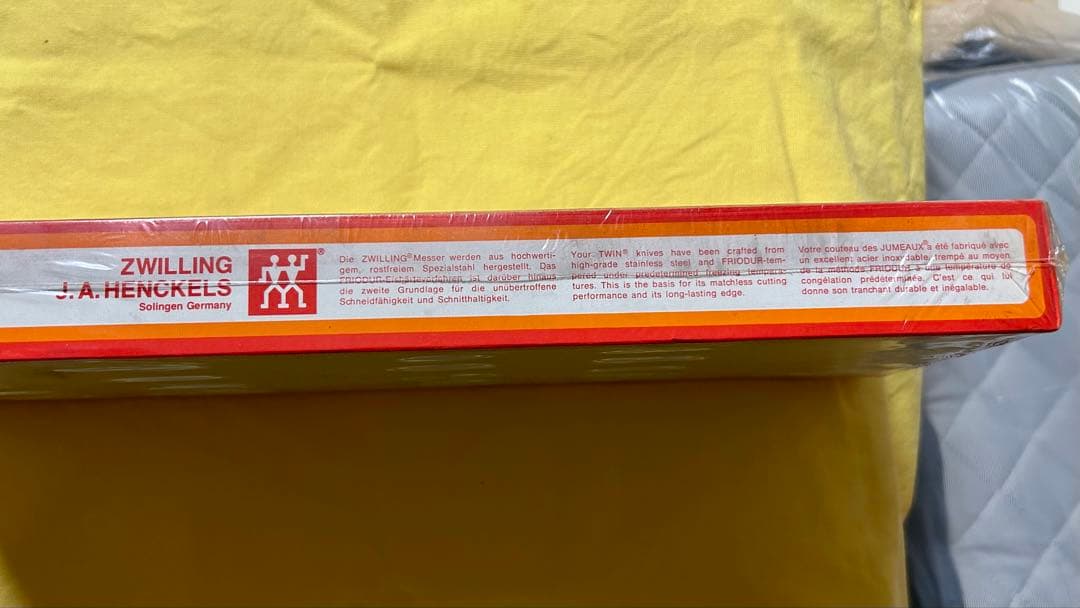 ZWILLING
J. A. HENCKELS
Solingen Germany
®
Die ZWILLING® Messer werden aus hochwerti-
gem, rostfreiem Spezialstahl hergestellt. Das
FRIODUR-Eishärteverfahren ist darüber hinaus
die zweite Grundlage für die unübertroffene
Schneidfähigkeit und Schnitthaltigkeit.
Your TWIN® knives have been crafted from
high-grade stainless steel and FRIODUR-tem-
pered under predetermined freezing tempera-
tures. This is the basis for its matchless cutting
performance and its long-lasting edge.
Votre couteau des JUMEAUX® a été fabriqué avec
un excellent acier inoxydable, trempé au moyen
de la méthode FRIODUR à une température de
congélation prédéterminée. C'est ce qui lui
donne son tranchant durable et inégalable.